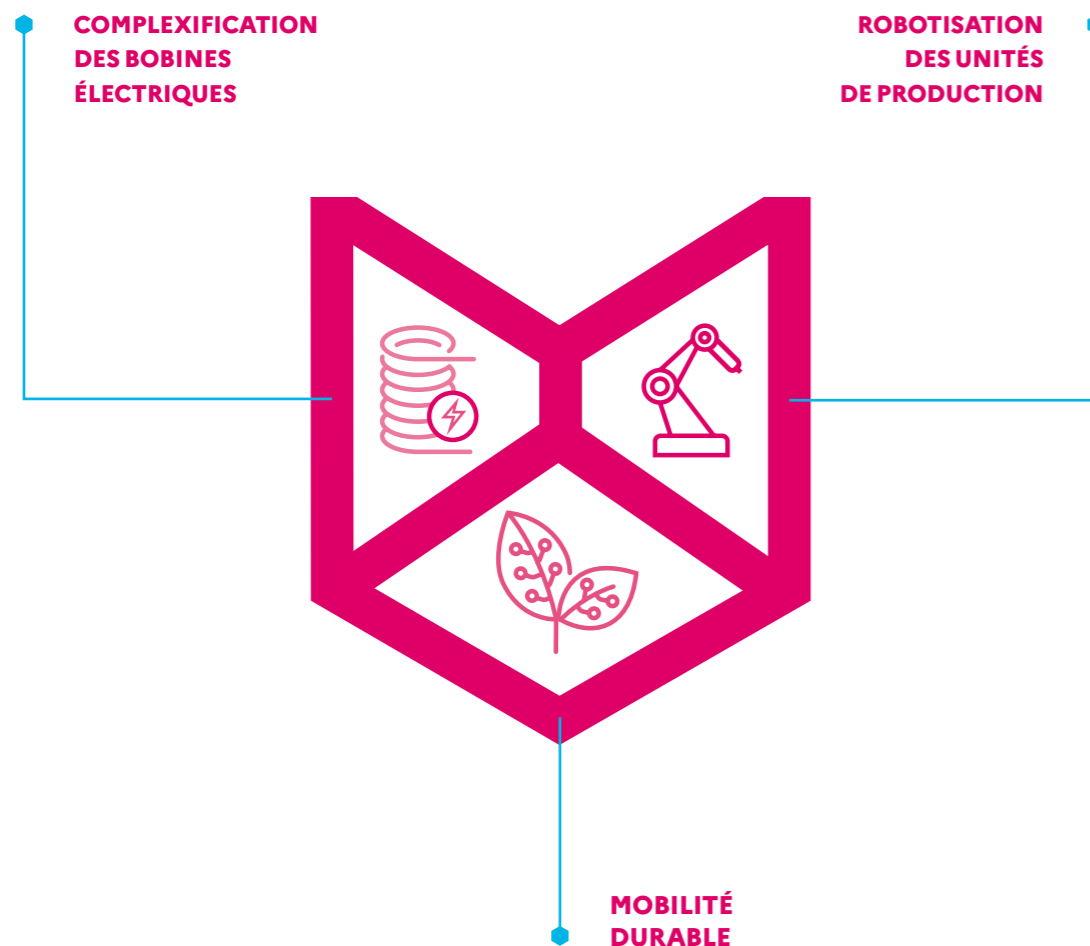 COMPLEXIFICATION
DES BOBINES
ÉLECTRIQUES
ROBOTISATION
DES UNITÉS
DE PRODUCTION
MOBILITÉ
DURABLE